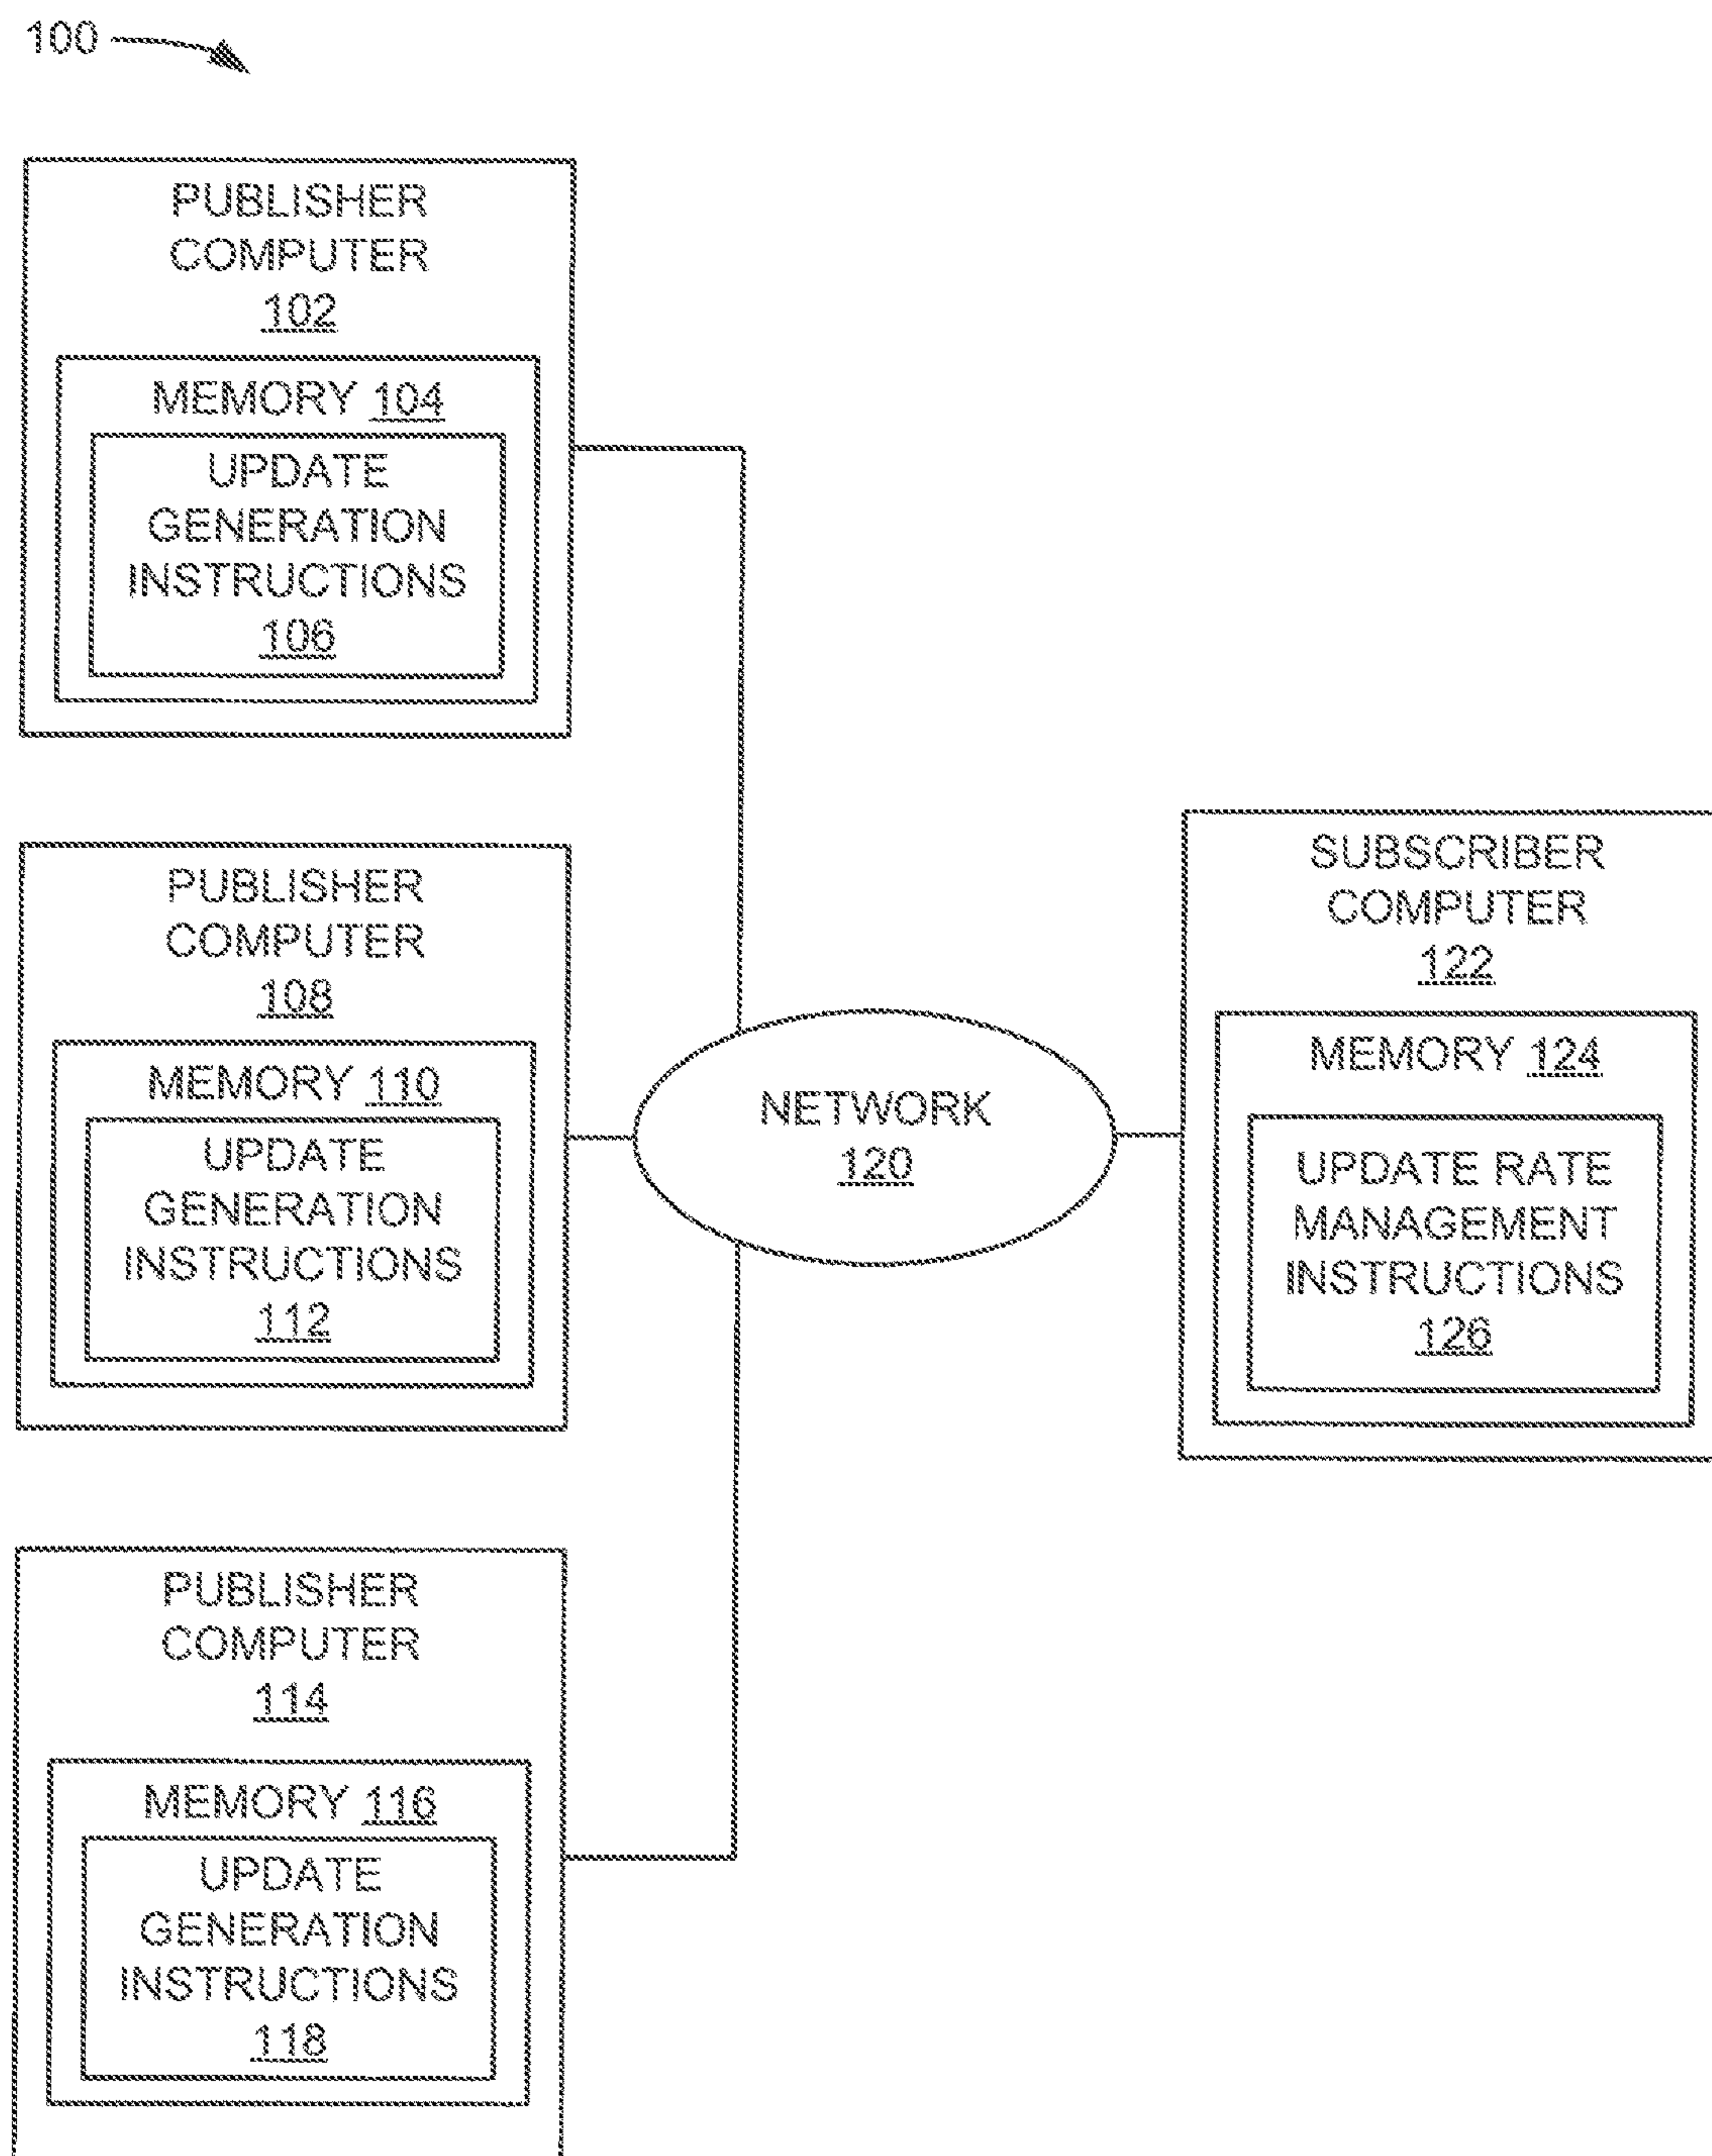 100
PUBLISHER
COMPUTER
102
MEMORY 104
UPDATE
GENERATION
INSTRUCTIONS
106
PUBLISHER
COMPUTER
108
MEMORY 110
UPDATE
GENERATION
INSTRUCTIONS
112
PUBLISHER
COMPUTER
114
MEMORY 116
UPDATE
GENERATION
INSTRUCTIONS
118
NETWORK
120
SUBSCRIBER
COMPUTER
122
MEMORY 124
UPDATE RATE
MANAGEMENT
INSTRUCTIONS
126